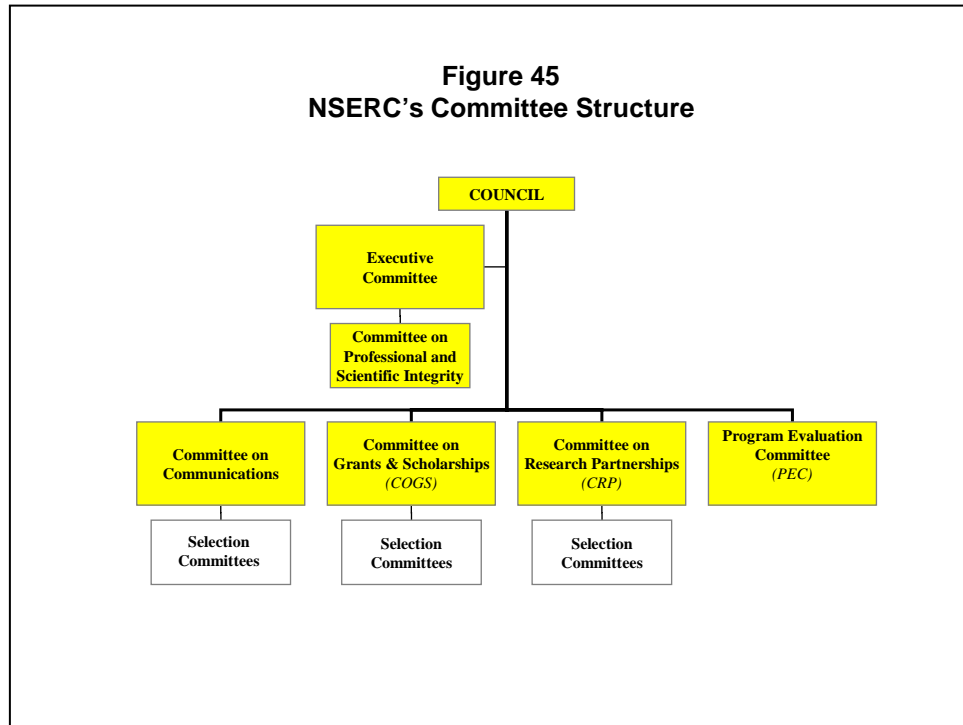 Figure 45
NSERC's Committee Structure
COUNCIL
Executive
Committee
Committee on
Professional and
Scientific Integrity
Committee on
Communications
Committee on
Grants & Scholarships
(COGS)
Committee on
Research Partnerships
(CRP)
Program Evaluation
Committee
(PEC)
Selection
Committees
Selection
Committees
Selection
Committees